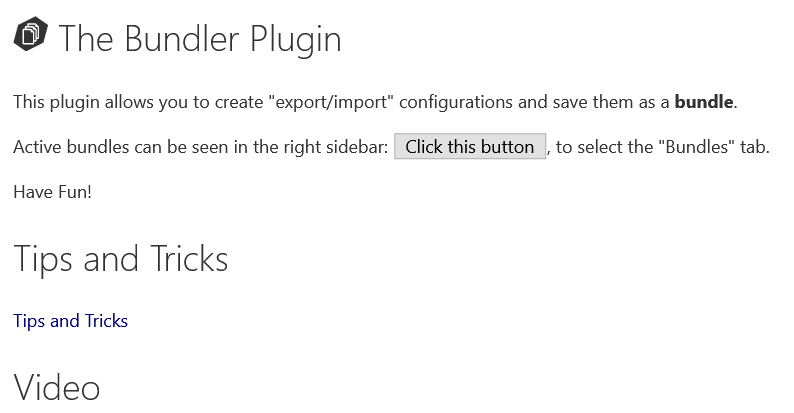 The Bundler Plugin
This plugin allows you to create "export/import" configurations and save them as a bundle.
Active bundles can be seen in the right sidebar: Click this button, to select the "Bundles" tab.
Have Fun!
Tips and Tricks
Tips and Tricks
Video